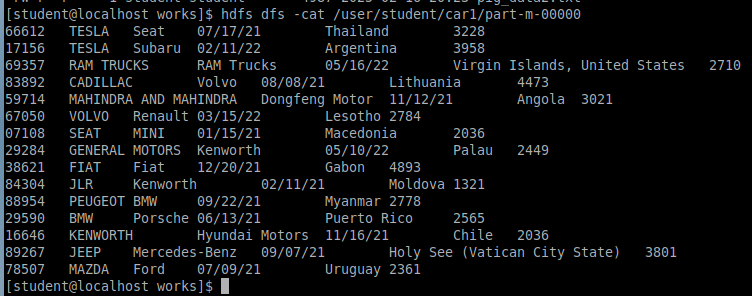 [student@localhost works]$ hdfs dfs -cat /user/student/car1/part-m-00000
66612 TESLA Seat 07/17/21 Thailand 3228
17156 TESLA Subaru 02/11/22 Argentina 3958
69357 RAM TRUCKS RAM Trucks 05/16/22 Virgin Islands, United States 2710
83892 CADILLAC Volvo 08/08/21 Lithuania 4473
59714 MAHINDRA AND MAHINDRA Dongfeng Motor 11/12/21 Angola 3021
67050 VOLVO Renault 03/15/22 Lesotho 2784
07108 SEAT MINI 01/15/21 Macedonia 2036
29284 GENERAL MOTORS Kenworth 05/10/22 Palau 2449
38621 FIAT Fiat 12/20/21 Gabon 4893
84304 JLR Kenworth 02/11/21 Moldova 1321
88954 PEUGEOT BMW 09/22/21 Myanmar 2778
29590 BMW Porsche 06/13/21 Puerto Rico 2565
16646 KENWORTH Hyundai Motors 11/16/21 Chile 2036
89267 JEEP Mercedes-Benz 09/07/21 Holy See (Vatican City State) 3801
78507 MAZDA Ford 07/09/21 Uruguay 2361
[student@localhost works]$